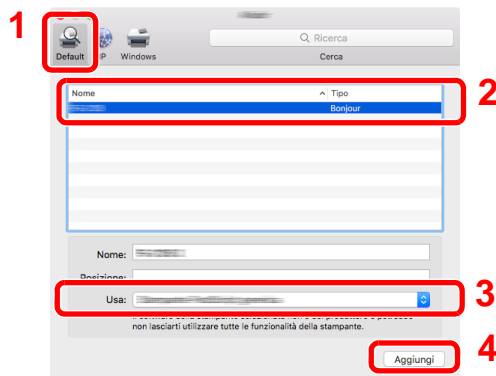 1
Ricerca
Default IP Windows Cerca
2
Nome Tipo
Bonjour
Nome:
Posizione:
3
Usa:
non lasciarti utilizzare tutte le funzionalità della stampante.
4
Aggiungi